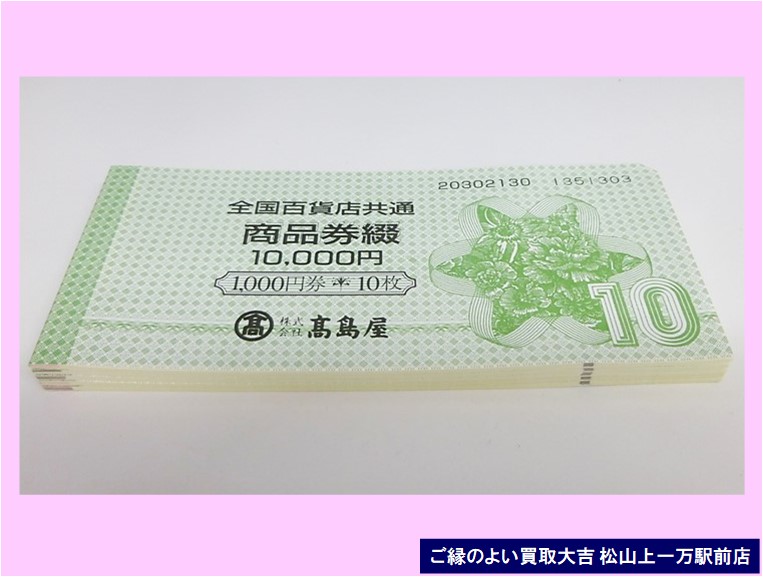 20302130 1351303
全国百貨店共通
商品券綴
10,000円
1,000円券 10枚
髙 株式会社 髙島屋
10
ご縁のよい買取大吉 松山上一万駅前店